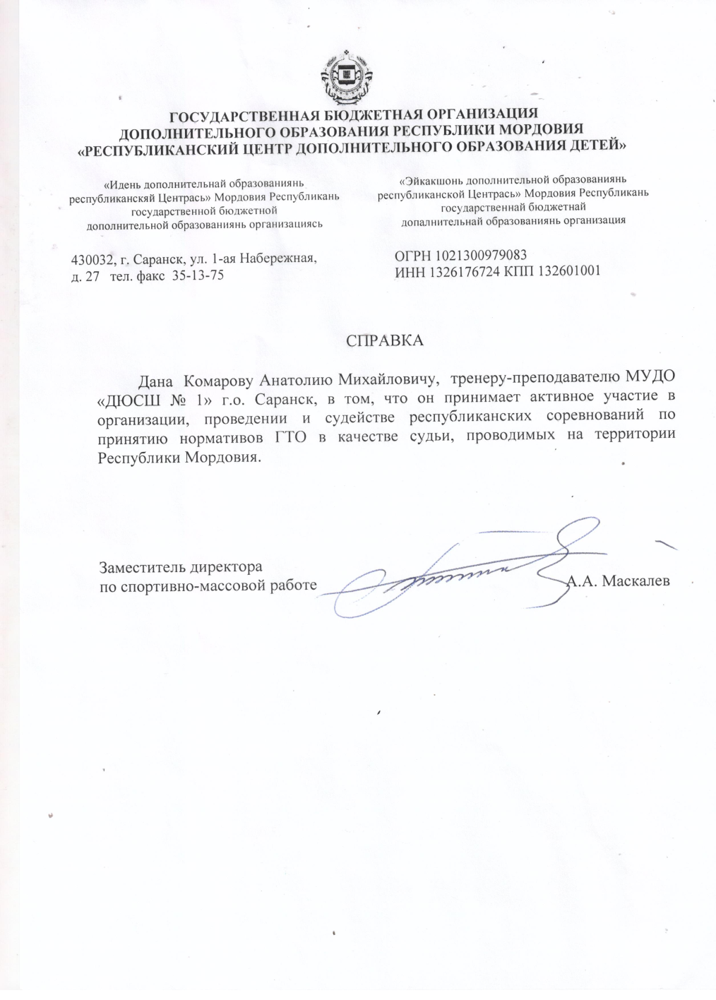 ГОСУДАРСТВЕННАЯ БЮДЖЕТНАЯ ОРГАНИЗАЦИЯ
ДОПОЛНИТЕЛЬНОГО ОБРАЗОВАНИЯ РЕСПУБЛИКИ МОРДОВИЯ
«РЕСПУБЛИКАНСКИЙ ЦЕНТР ДОПОЛНИТЕЛЬНОГО ОБРАЗОВАНИЯ ДЕТЕЙ»
«Идень дополнительнай образованиянь
республиканскяй Центрась» Мордовия Республикань
государственной бюджетной
дополнительной образованиянь организациясь
«Эйкакшонь дополнительной образованиянь
республиканской Центрась» Мордовия Республикань
государственнай бюджетнай
допалнительнай образованиянь организация
430032, г. Саранск, ул. 1-ая Набережная,
д. 27 тел. факс 35-13-75
ОГРН 1021300979083
ИНН 1326176724 КПП 132601001
СПРАВКА
Дана Комарову Анатолию Михайловичу, тренеру-преподавателю МУДО
«ДЮСШ № 1» г.о. Саранск, в том, что он принимает активное участие в
организации, проведении и судействе республиканских соревнований по
принятию нормативов ГТО в качестве судьи, проводимых на территории
Республики Мордовия.
Заместитель директора
по спортивно-массовой работе
А.А. Маскалев